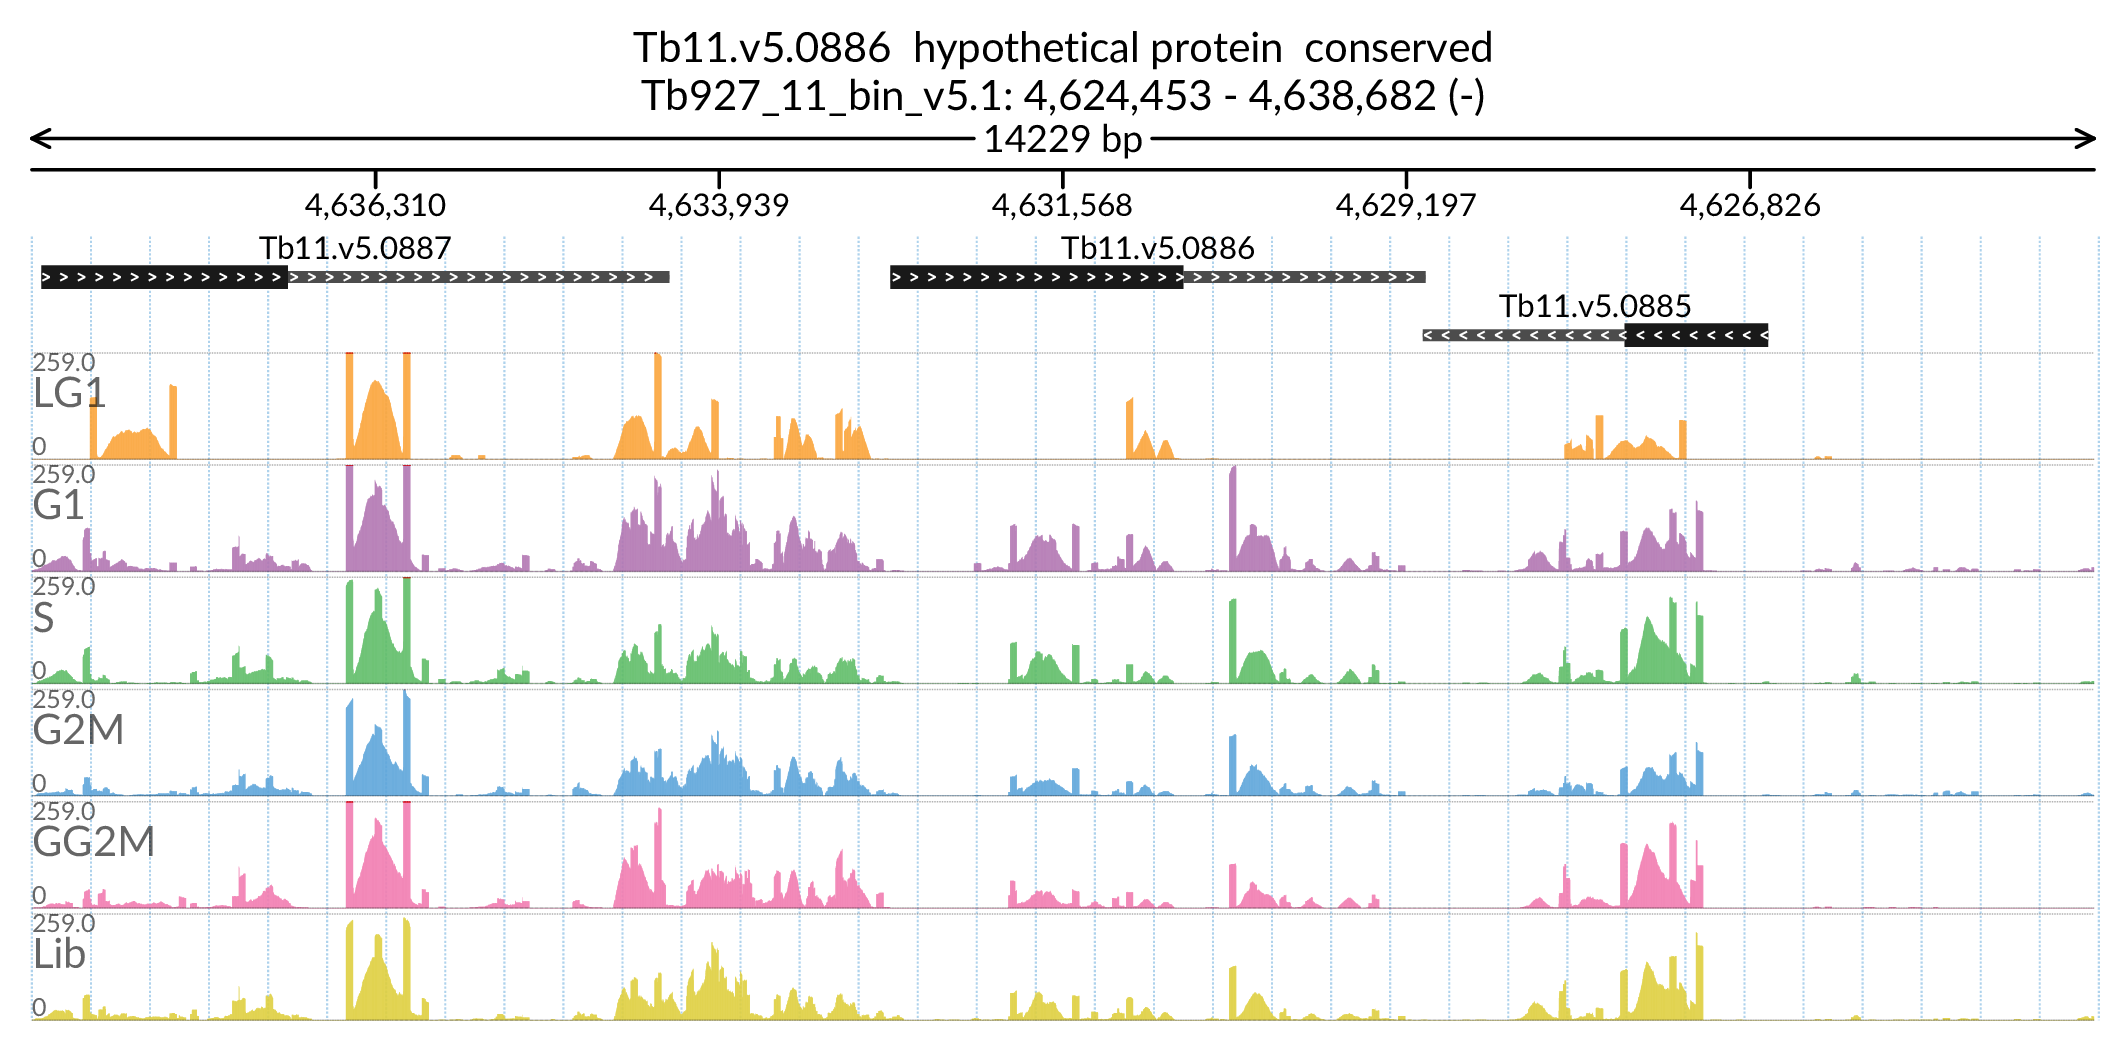 Tb11.v5.0886  hypothetical protein  conserved
Tb927_11_bin_v5.1: 4,624,453 - 4,638,682 (-)
14229 bp
4,636,310 4,633,939 4,631,568 4,629,197 4,626,826
Tb11.v5.0887 Tb11.v5.0886
Tb11.v5.0885
259.0
LG1
0
259.0
G1
0
259.0
S
0
259.0
G2M
0
259.0
GG2M
0
259.0
Lib
0